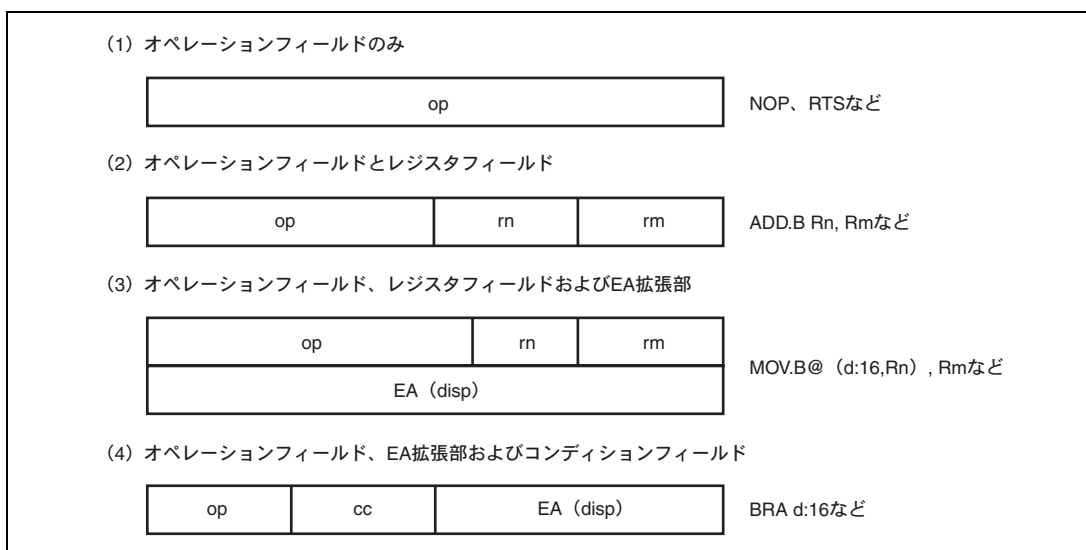 (1) オペレーションフィールドのみ
op
NOP、RTSなど
(2) オペレーションフィールドとレジスタフィールド
op rn rm
ADD.B Rn, Rmなど
(3) オペレーションフィールド、レジスタフィールドおよびEA拡張部
op rn rm
EA (disp)
MOV.B@ (d:16,Rn) , Rmなど
(4) オペレーションフィールド、EA拡張部およびコンディションフィールド
op cc EA (disp)
BRA d:16など